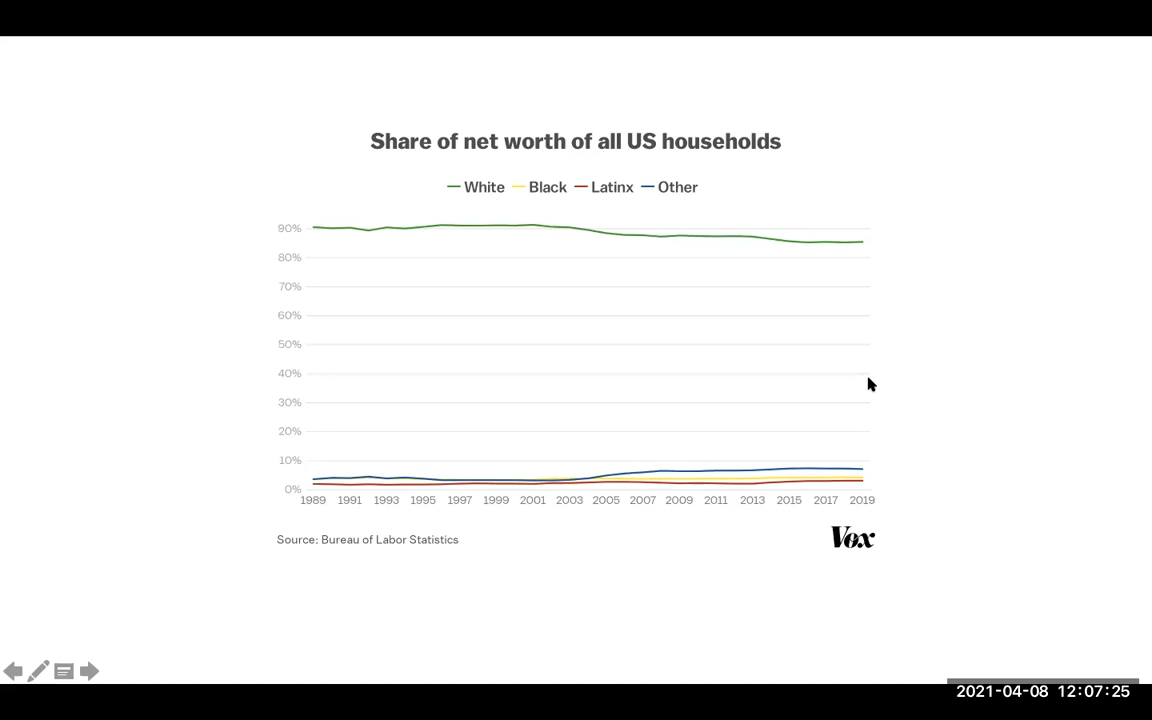 Share of net worth of all US households
White Black Latinx Other
90%
80%
70%
60%
50%
40%
30%
20%
10%
0%
1989 1991 1993 1995 1997 1999 2001 2003 2005 2007 2009 2011 2013 2015 2017 2019
Source: Bureau of Labor Statistics
Vox
2021-04-08 12:07:25